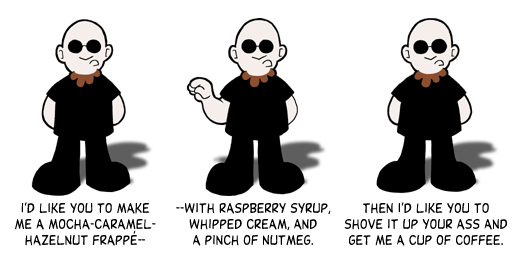 I'D LIKE YOU TO MAKE
ME A MOCHA-CARAMEL-
HAZELNUT FRAPPÉ--
--WITH RASPBERRY SYRUP,
WHIPPED CREAM, AND
A PINCH OF NUTMEG.
THEN I'D LIKE YOU TO
SHOVE IT UP YOUR ASS AND
GET ME A CUP OF COFFEE.